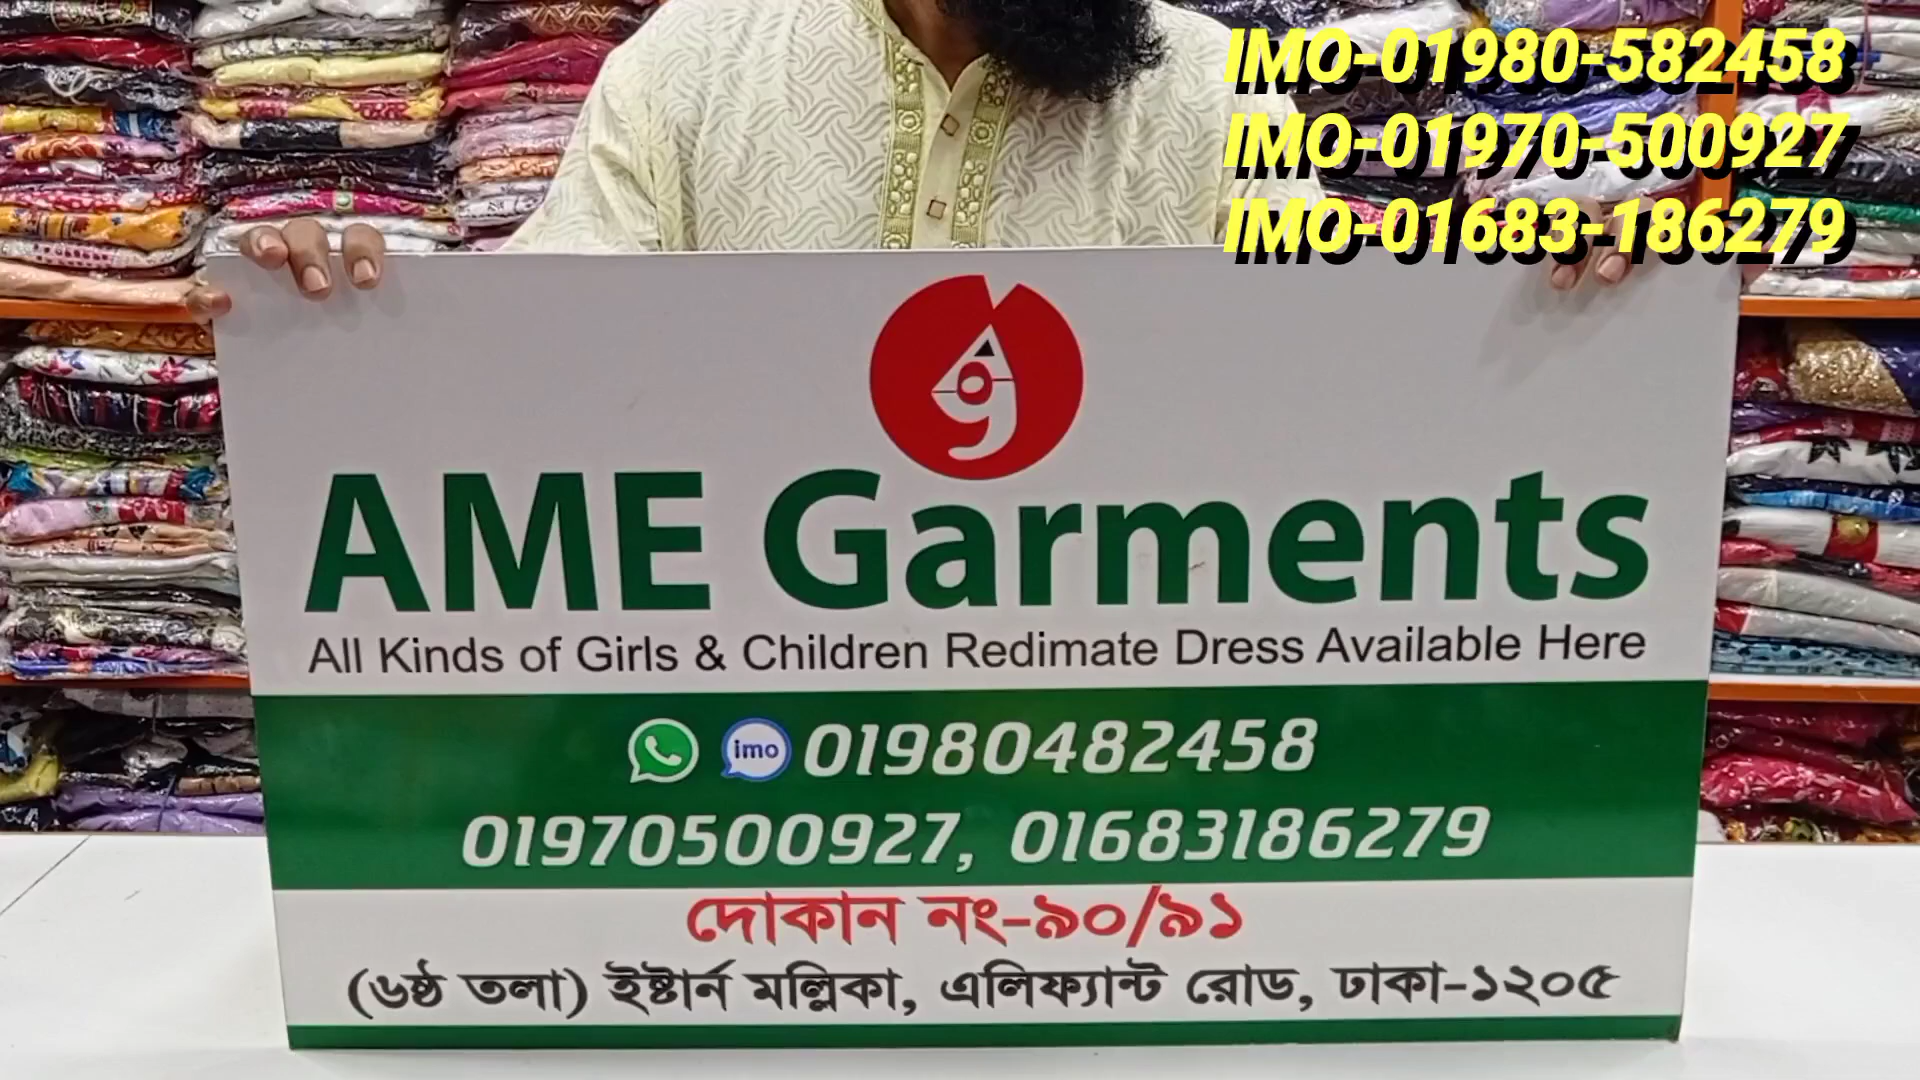 IMO-01980-582458
IMO-01970-500927
IMO-01683-186279
AME Garments
All Kinds of Girls & Children Redimate Dress Available Here
imo 01980482458
01970500927, 01683186279
দোকান নং-৯০/৯১
(৬ষ্ঠ তলা) ইষ্টার্ন মল্লিকা, এলিফ্যান্ট রোড, ঢাকা-১২০৫